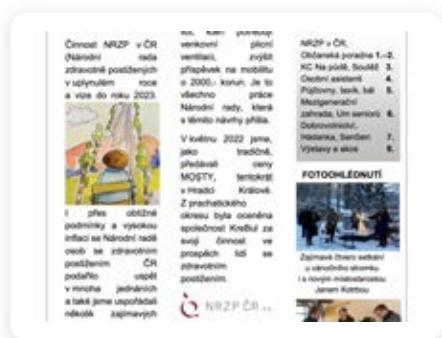 Činnost NRZP v ČR
(Národní rada
zdravotně postižených
v uplynulém roce
a vize do roku 2023.
I přes obtížné
podmínky a vysokou
inflaci se Národní radě
osob se zdravotním
postižením ČR
podařilo uspět
v mnoha jednáních
a také jsme uspořádali
několik zajímavých
venkovní plicní
ventilaci, zvýšit
příspěvek na mobilitu
o 2000,- korun. Je to
všechno práce
Národní rady, která
s těmito návrhy přišla.
V květnu 2022 jsme,
jako tradičně,
předávali ceny
MOSTY, tentokrát
v Hradci Králové.
Z prachatického
okresu byla oceněna
společnost KreBul za
svoji činnost ve
prospěch lidí se
zdravotním
postižením.
NRZP ČR
NRZP v ČR,
Občanská poradna 1.–2.
KC Na půdě, Souště 3.
Osobní asistenti 4.
Půjčovny, taxík, bál 5.
Mezigenerační
zahrada, Um seniorů 6.
Dobrovolnictví,
Hádanka, SenSen 7.
Výstavy a akce 8.
FOTOOHLÉDNUTÍ
Zajímavé čtvero setkání
u vánočního stromku
i s novým místostarostou
Janem Kotrbou